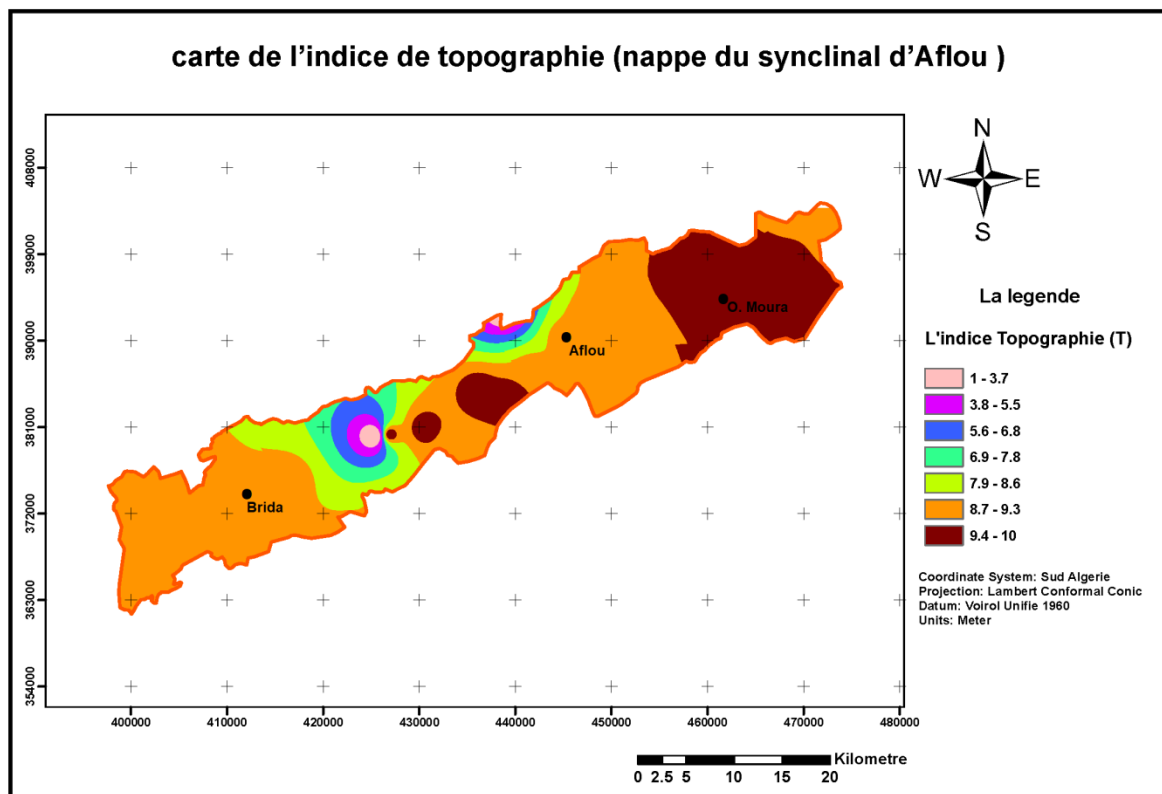 carte de l'indice de topographie (nappe du synclinal d'Aflou )
408000
399000
390000
381000
372000
363000
354000
400000 410000 420000 430000 440000 450000 460000 470000 480000
O. Moura
Aflou
Brida
N
W E
S
La legende
L'indice Topographie (T)
1 - 3.7
3.8 - 5.5
5.6 - 6.8
6.9 - 7.8
7.9 - 8.6
8.7 - 9.3
9.4 - 10
Coordinate System: Sud Algerie
Projection: Lambert Conformal Conic
Datum: Voirol Unifie 1960
Units: Meter
Kilometre
0 2.5 5 10 15 20